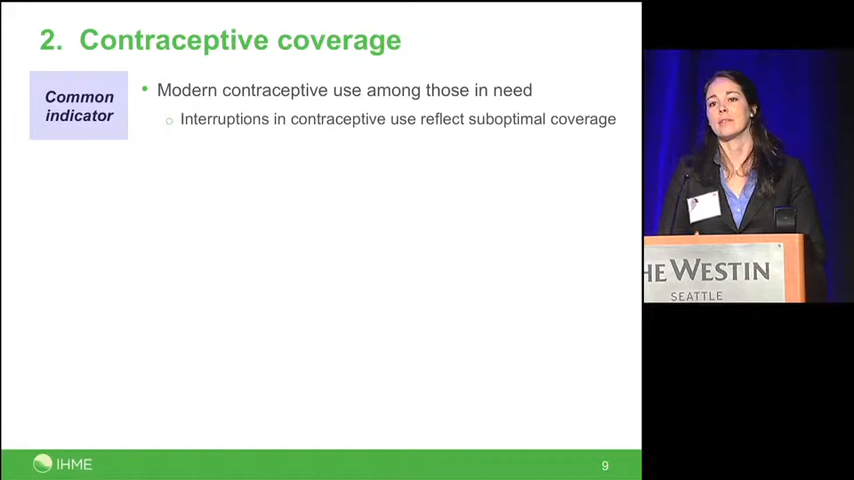 2. Contraceptive coverage
Common
indicator
• Modern contraceptive use among those in need
o Interruptions in contraceptive use reflect suboptimal coverage
HE WESTIN
SEATTLE
IHME
9